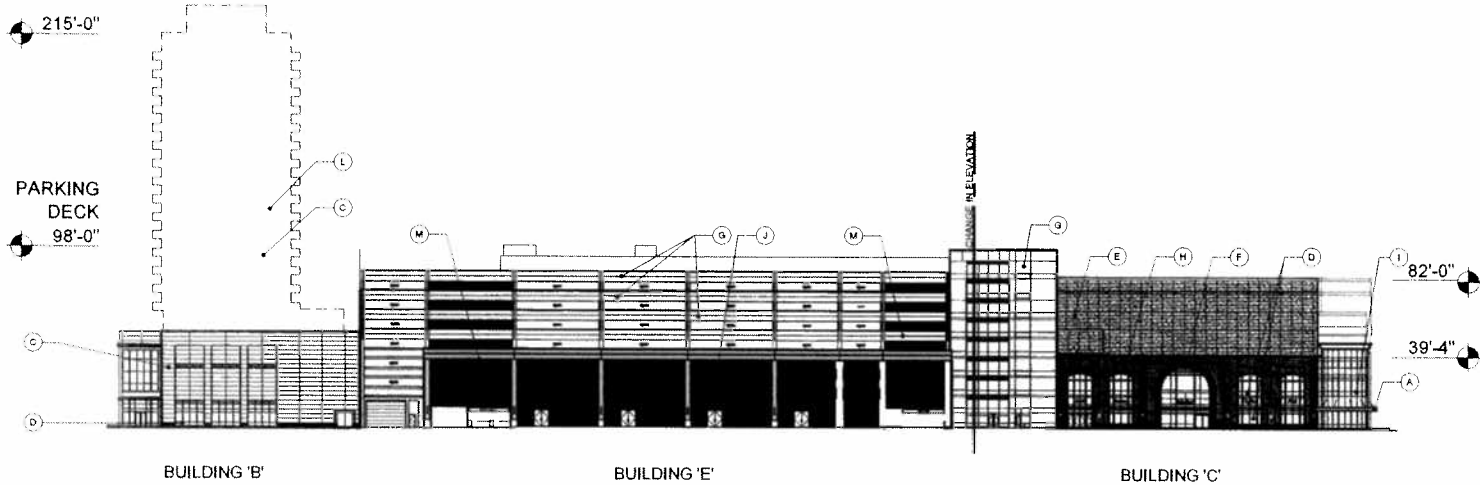 215'-0"
PARKING
DECK
98'-0"
L
C
M
G
J
M
CHANGE IN ELEVATION
G
E
H
F
D
I
82'-0"
39'-4"
A
C
D
BUILDING 'B'
BUILDING 'E'
BUILDING 'C'